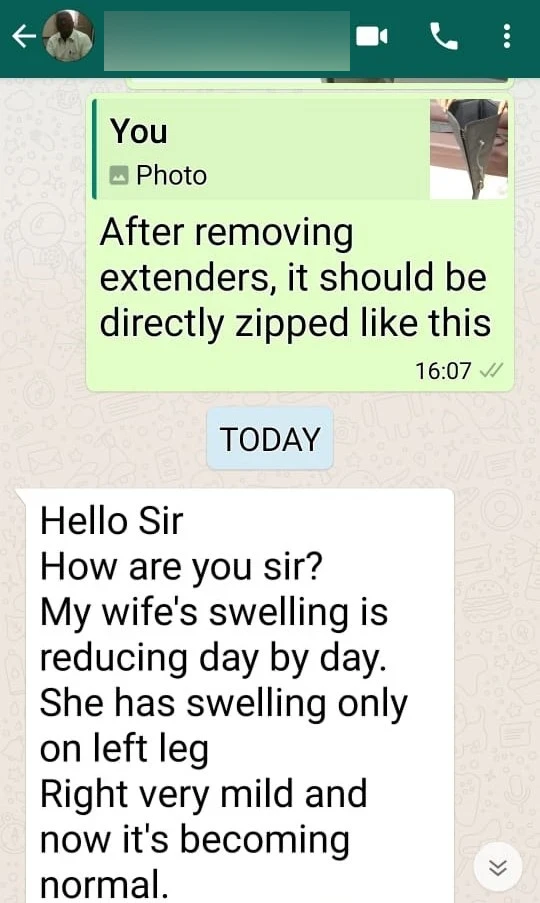 You
Photo
After removing
extenders, it should be
directly zipped like this
16:07
TODAY
Hello Sir
How are you sir?
My wife's swelling is
reducing day by day.
She has swelling only
on left leg
Right very mild and
now it's becoming
normal.